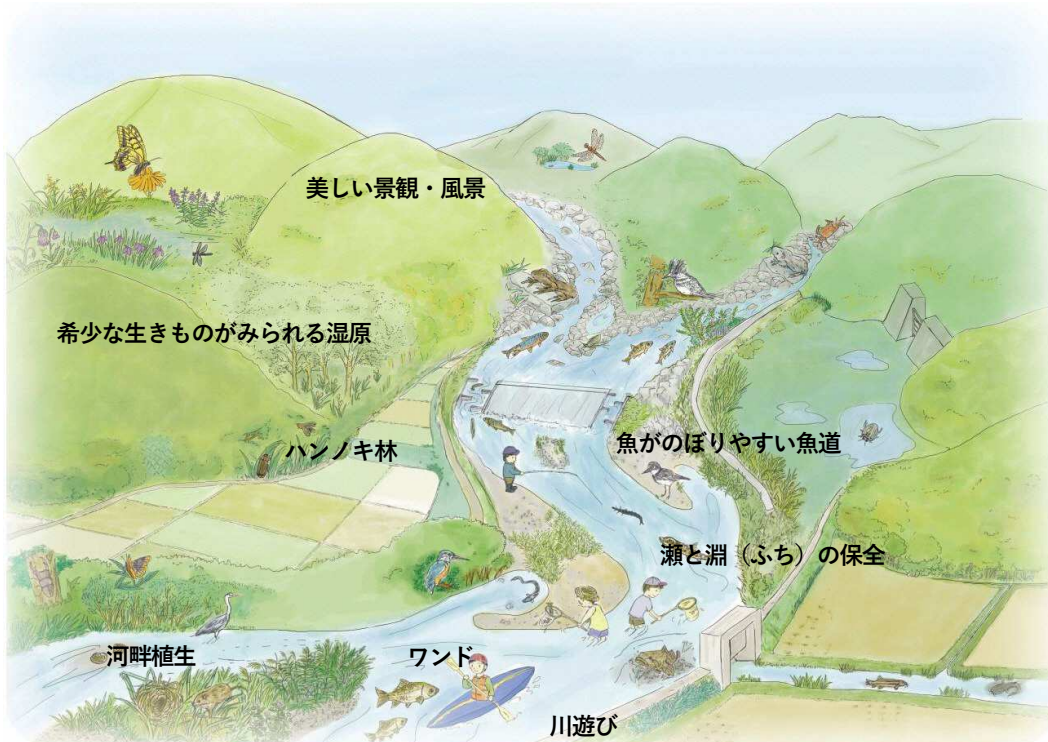 美しい景観・風景
希少な生きものがみられる湿原
ハンノキ林
魚がのぼりやすい魚道
瀬と淵（ふち）の保全
河畔植生
ワンド
川遊び